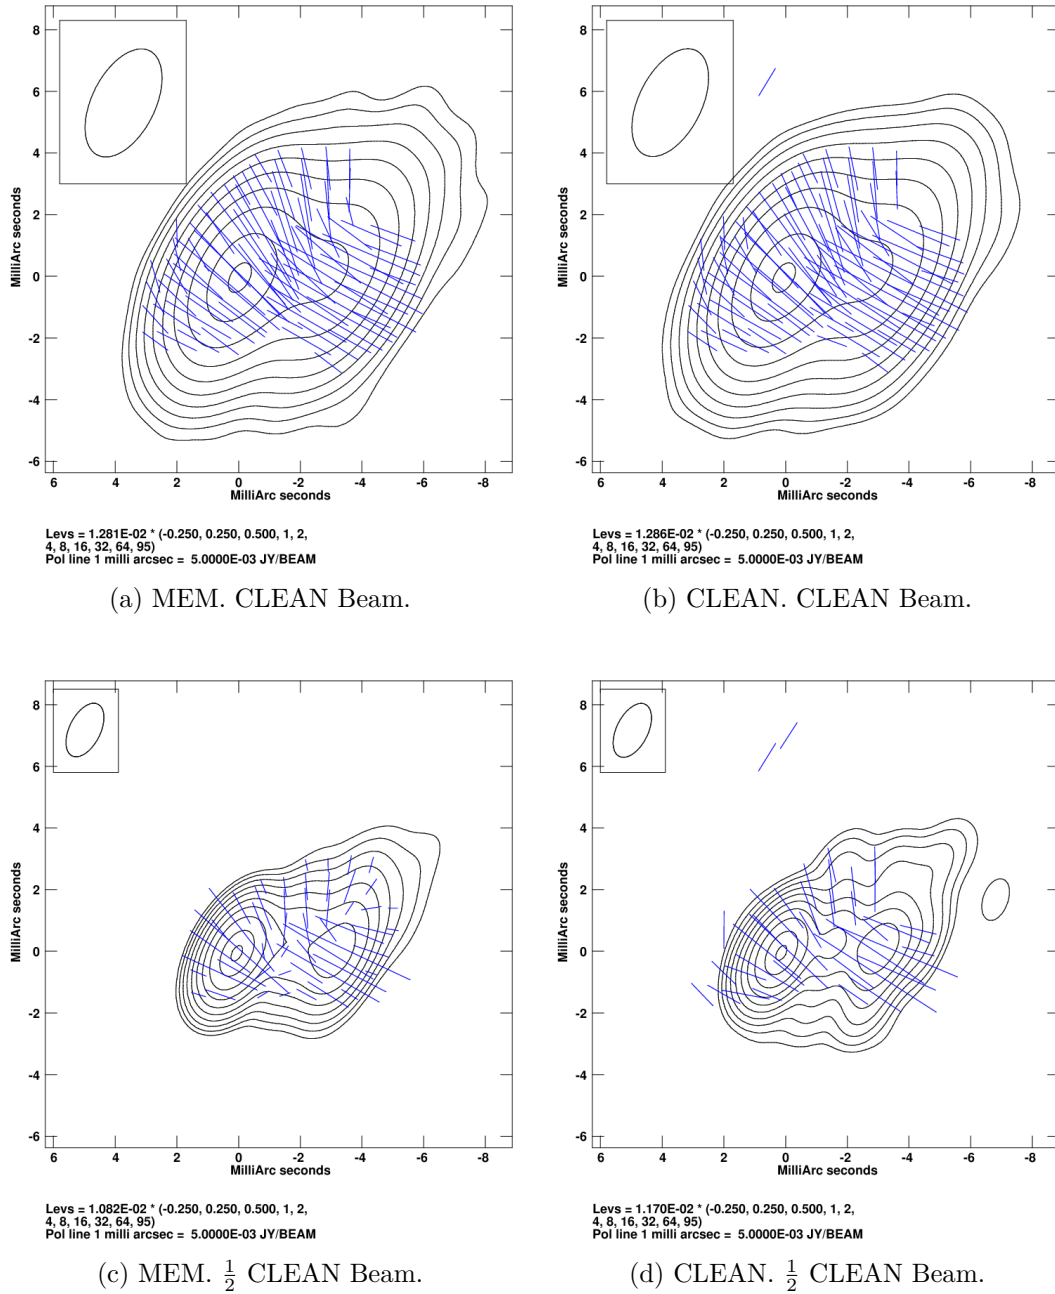 8
6
4
2
0
-2
-4
-6
MilliArc seconds
6 4 2 0 -2 -4 -6 -8
MilliArc seconds
Levs = 1.281E-02 * (-0.250, 0.250, 0.500, 1, 2,
4, 8, 16, 32, 64, 95)
Pol line 1 milli arcsec = 5.0000E-03 JY/BEAM
(a) MEM. CLEAN Beam.
8
6
4
2
0
-2
-4
-6
MilliArc seconds
6 4 2 0 -2 -4 -6 -8
MilliArc seconds
Levs = 1.286E-02 * (-0.250, 0.250, 0.500, 1, 2,
4, 8, 16, 32, 64, 95)
Pol line 1 milli arcsec = 5.0000E-03 JY/BEAM
(b) CLEAN. CLEAN Beam.
8
6
4
2
0
-2
-4
-6
MilliArc seconds
6 4 2 0 -2 -4 -6 -8
MilliArc seconds
Levs = 1.082E-02 * (-0.250, 0.250, 0.500, 1, 2,
4, 8, 16, 32, 64, 95)
Pol line 1 milli arcsec = 5.0000E-03 JY/BEAM
(c) MEM. 1/2 CLEAN Beam.
8
6
4
2
0
-2
-4
-6
MilliArc seconds
6 4 2 0 -2 -4 -6 -8
MilliArc seconds
Levs = 1.170E-02 * (-0.250, 0.250, 0.500, 1, 2,
4, 8, 16, 32, 64, 95)
Pol line 1 milli arcsec = 5.0000E-03 JY/BEAM
(d) CLEAN. 1/2 CLEAN Beam.